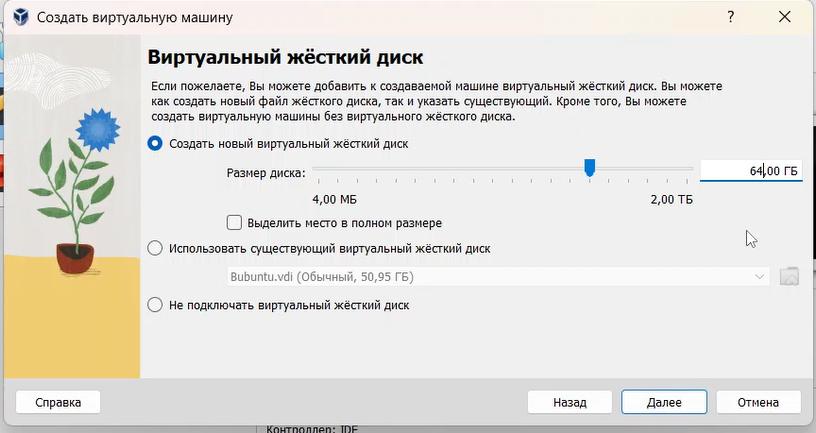 Создать виртуальную машину
Виртуальный жёсткий диск
Если пожелаете, Вы можете добавить к создаваемой машине виртуальный жёсткий диск. Вы можете
как создать новый файл жёсткого диска, так и указать существующий. Кроме того, Вы можете
создать виртуальную машины без виртуального жёсткого диска.
Создать новый виртуальный жёсткий диск
Размер диска:
64,00 ГБ
4,00 МБ
2,00 ТБ
Выделить место в полном размере
Использовать существующий виртуальный жёсткий диск
Bubuntu.vdi (Обычный, 50,95 ГБ)
Не подключать виртуальный жёсткий диск
Справка
Назад
Далее
Отмена
Контроллер: IDE